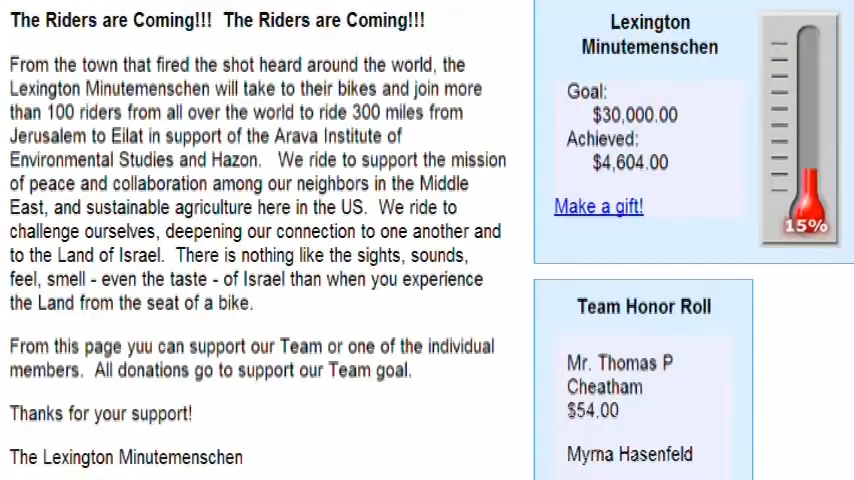 The Riders are Coming!!!  The Riders are Coming!!!
From the town that fired the shot heard around the world, the
Lexington Minutemenschen will take to their bikes and join more
than 100 riders from all over the world to ride 300 miles from
Jerusalem to Eilat in support of the Arava Institute of
Environmental Studies and Hazon.  We ride to support the mission
of peace and collaboration among our neighbors in the Middle
East, and sustainable agriculture here in the US.  We ride to
challenge ourselves, deepening our connection to one another and
to the Land of Israel.  There is nothing like the sights, sounds,
feel, smell - even the taste - of Israel than when you experience
the Land from the seat of a bike.
From this page you can support our Team or one of the individual
members.  All donations go to support our Team goal.
Thanks for your support!
The Lexington Minutemenschen
Lexington
Minutemenschen
Goal:
$30,000.00
Achieved:
$4,604.00
Make a gift!
15%
Team Honor Roll
Mr. Thomas P
Cheatham
$54.00
Myrna Hasenfeld